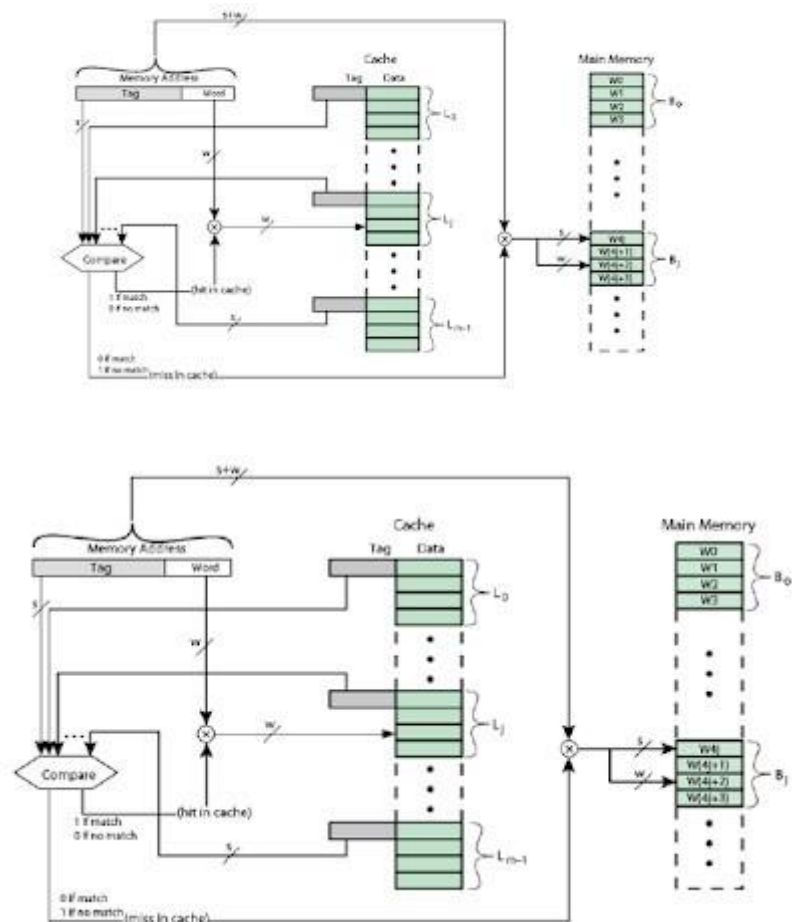 s+w
Cache
Main Memory
Memory Address
Tag Data
Tag Word
W0
W1
W2
W3
B0
L0
s
w
w
Lj
s
w
W4j
W(4j+1)
W(4j+2)
W(4j+3)
Bj
Compare
(hit in cache)
1 if match
0 if no match
s
Lm–1
0 if match
1 if no match
(miss in cache)
s+w
Cache
Main Memory
Memory Address
Tag Data
Tag Word
W0
W1
W2
W3
B0
L0
s
w
w
Lj
s
w
W4j
W(4j+1)
W(4j+2)
W(4j+3)
Bj
Compare
(hit in cache)
1 if match
0 if no match
s
Lm–1
0 if match
1 if no match
(miss in cache)